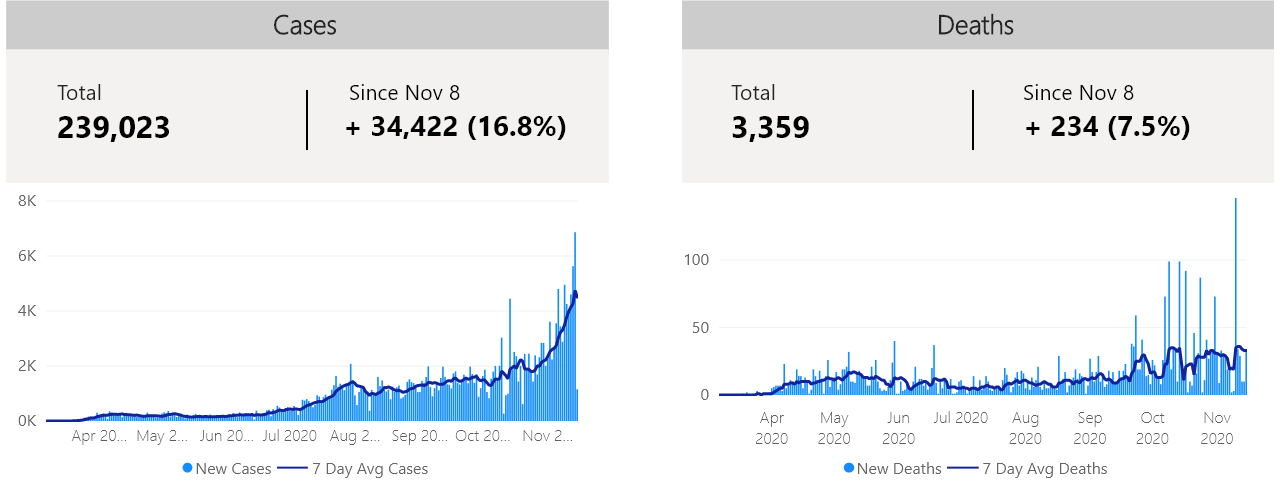 Cases
Total
239,023
Since Nov 8
+ 34,422 (16.8%)
8K
6K
4K
2K
0K
Apr 20... May 2... Jun 20... Jul 2020 Aug 2... Sep 20... Oct 20... Nov 2...
New Cases 7 Day Avg Cases
Deaths
Total
3,359
Since Nov 8
+ 234 (7.5%)
100
50
0
Apr 2020 May 2020 Jun 2020 Jul 2020 Aug 2020 Sep 2020 Oct 2020 Nov 2020
New Deaths 7 Day Avg Deaths